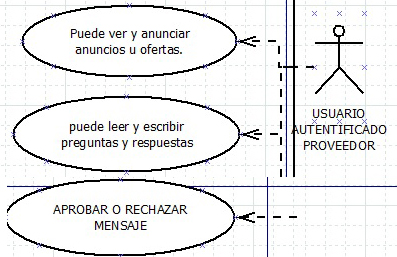 Puede ver y anunciar
anuncios u ofertas.
puede leer y escribir
preguntas y respuestas
USUARIO
AUTENTIFICADO
PROVEEDOR
APROBAR O RECHAZAR
MENSAJE